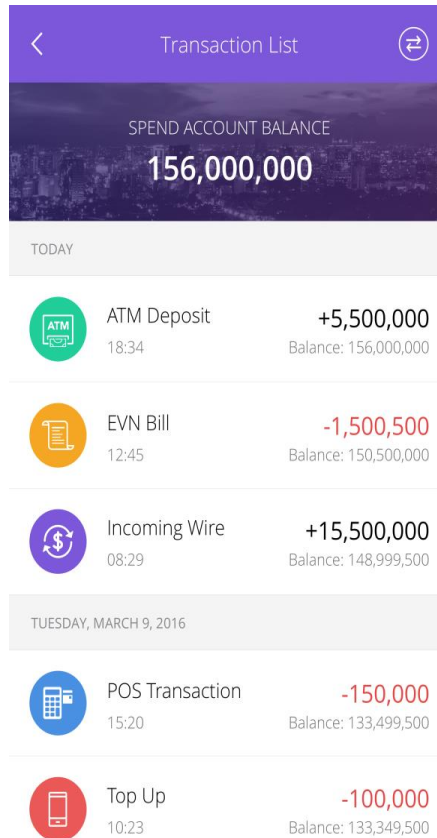 Transaction List
SPEND ACCOUNT BALANCE
156,000,000
TODAY
ATM
ATM Deposit
+5,500,000
18:34
Balance: 156,000,000
EVN Bill
-1,500,500
12:45
Balance: 150,500,000
$
Incoming Wire
+15,500,000
08:29
Balance: 148,999,500
TUESDAY, MARCH 9, 2016
POS Transaction
-150,000
15:20
Balance: 133,499,500
Top Up
-100,000
10:23
Balance: 133,349,500